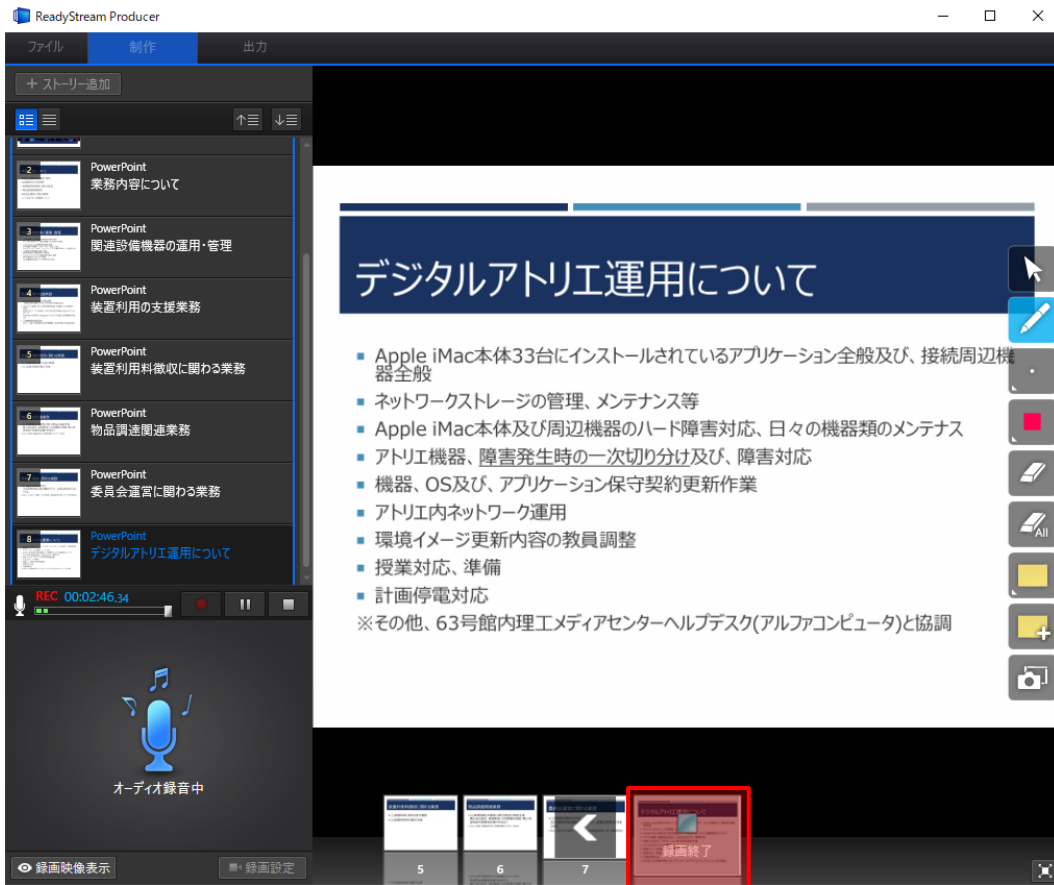 ReadyStream Producer
ファイル
制作
出力
+ ストーリー追加
2
PowerPoint
業務内容について
3
PowerPoint
関連設備機器の運用・管理
4
PowerPoint
装置利用の支援業務
5
PowerPoint
装置利用料徴収に関わる業務
6
PowerPoint
物品調達関連業務
7
PowerPoint
委員会運営に関わる業務
8
PowerPoint
デジタルアトリエ運用について
REC 00:02:46.34
オーディオ録音中
録画映像表示
録画設定
デジタルアトリエ運用について
Apple iMac本体33台にインストールされているアプリケーション全般及び、接続周辺機
器全般
ネットワークストレージの管理、メンテナンス等
Apple iMac本体及び周辺機器のハード障害対応、日々の機器類のメンテナス
アトリエ機器、障害発生時の一次切り分け及び、障害対応
機器、OS及び、アプリケーション保守契約更新作業
アトリエ内ネットワーク運用
環境イメージ更新内容の教員調整
授業対応、準備
計画停電対応
※その他、63号館内理工メディアセンターヘルプデスク(アルファコンピュータ)と協調
All
5
6
7
録画終了